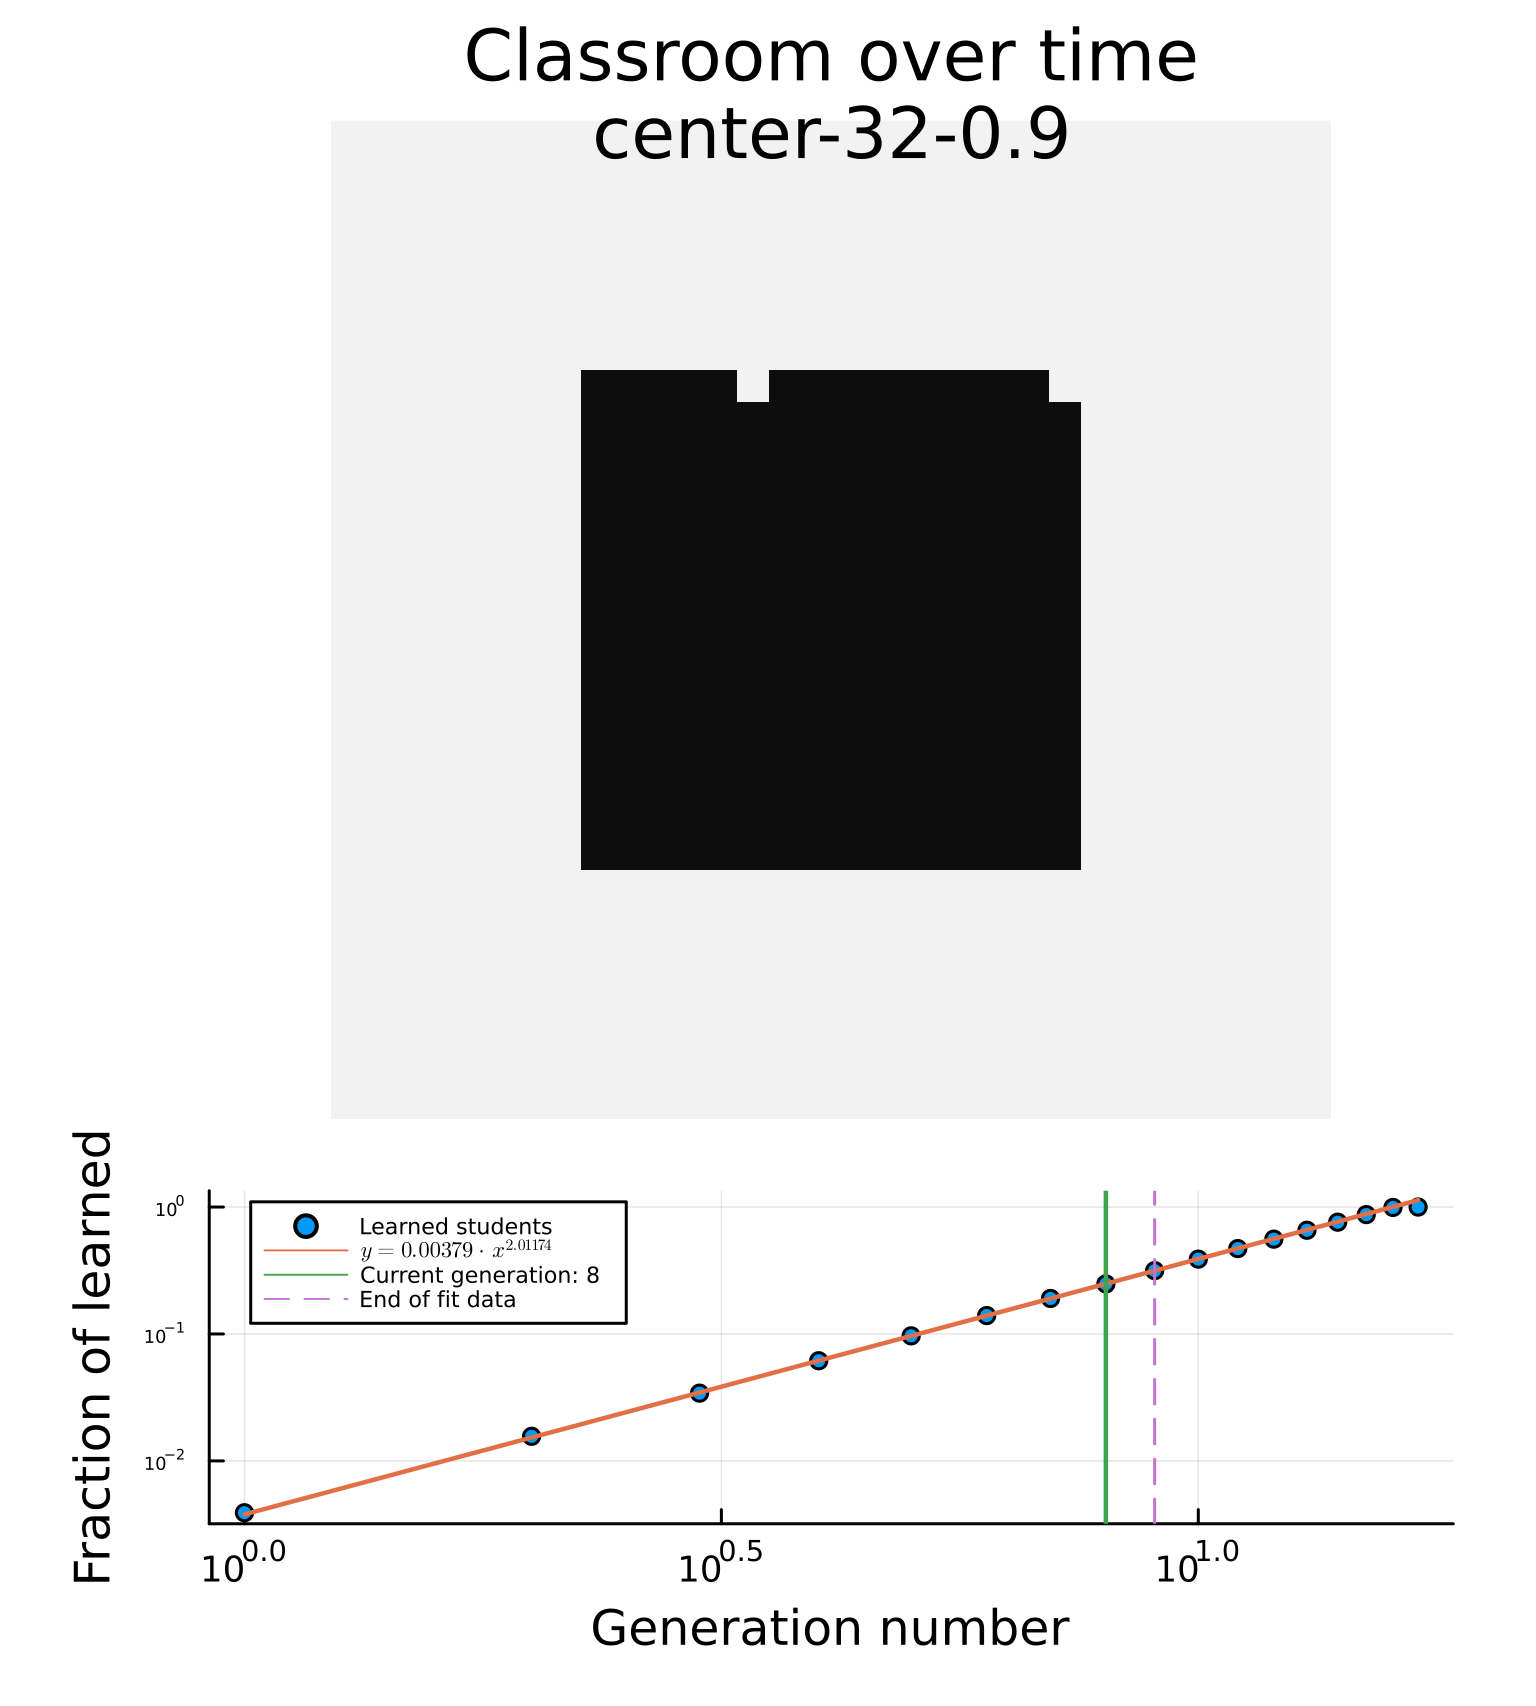 Classroom over time
center-32-0.9
Fraction of learned
10⁰
10⁻¹
10⁻²
Learned students
y = 0.00379 · x^{2.01174}
Current generation: 8
End of fit data
10^{0.0} 10^{0.5} 10^{1.0}
Generation number